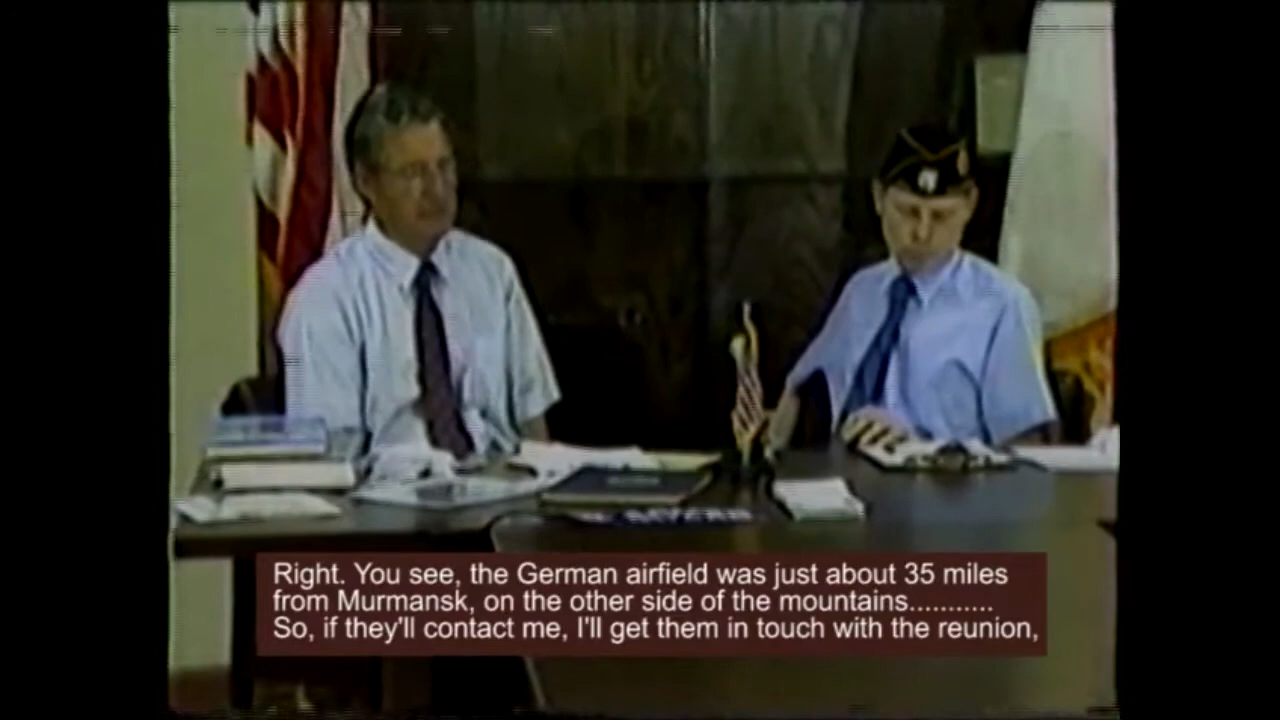 Right. You see, the German airfield was just about 35 miles
from Murmansk, on the other side of the mountains...........
So, if they'll contact me, I'll get them in touch with the reunion,